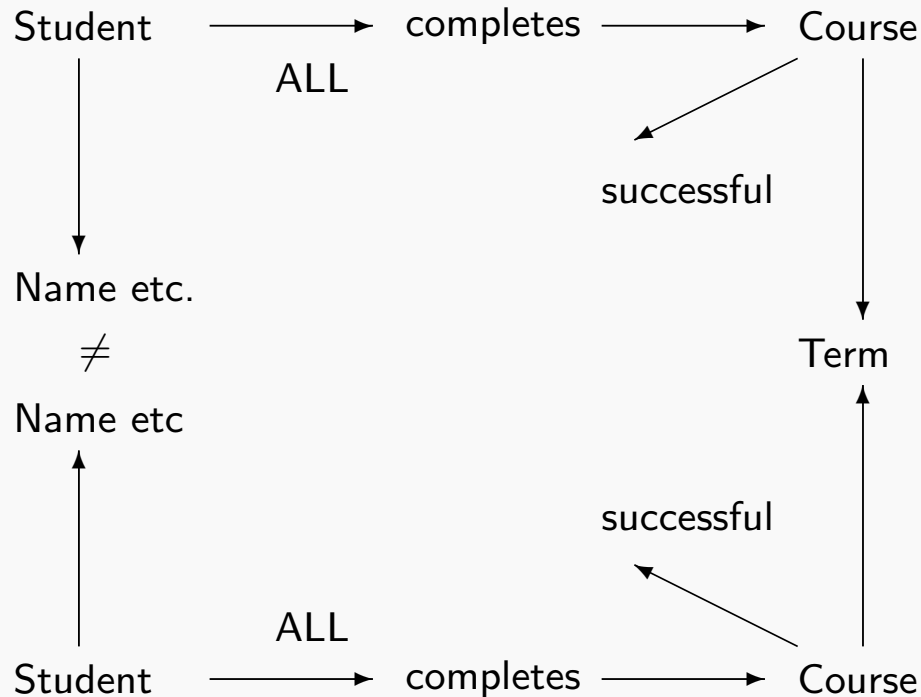 Student completes Course
ALL
successful
Name etc.
≠
Term
Name etc
successful
ALL
Student completes Course